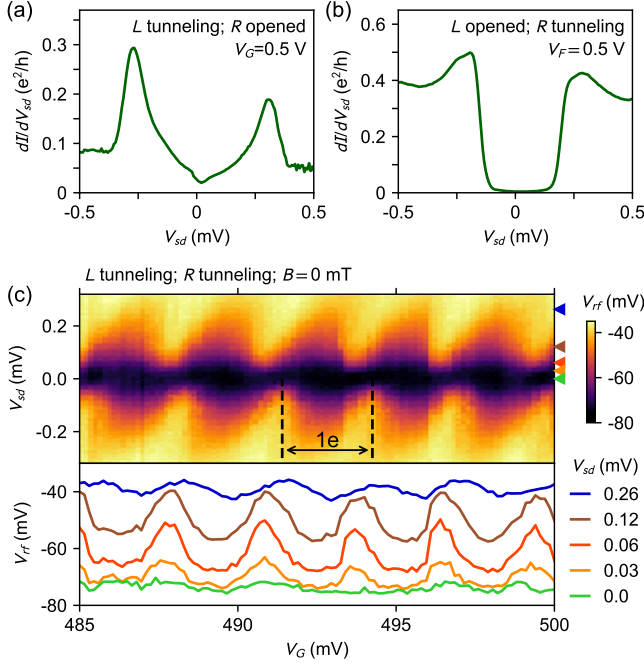 (a)
L tunneling; R opened
V_G=0.5 V
dI/dV_sd (e²/h)
0.3
0.2
0.1
0
-0.5
0
0.5
V_sd (mV)
(b)
L opened; R tunneling
V_F=0.5 V
dI/dV_sd (e²/h)
0.6
0.4
0.2
0
-0.5
0
0.5
V_sd (mV)
L tunneling; R tunneling; B=0 mT
(c)
V_sd (mV)
0.2
0.0
-0.2
1e
V_rf (mV)
-40
-60
-80
V_rf (mV)
-40
-60
-80
485
490
495
500
V_G (mV)
V_sd (mV)
0.26
0.12
0.06
0.03
0.0